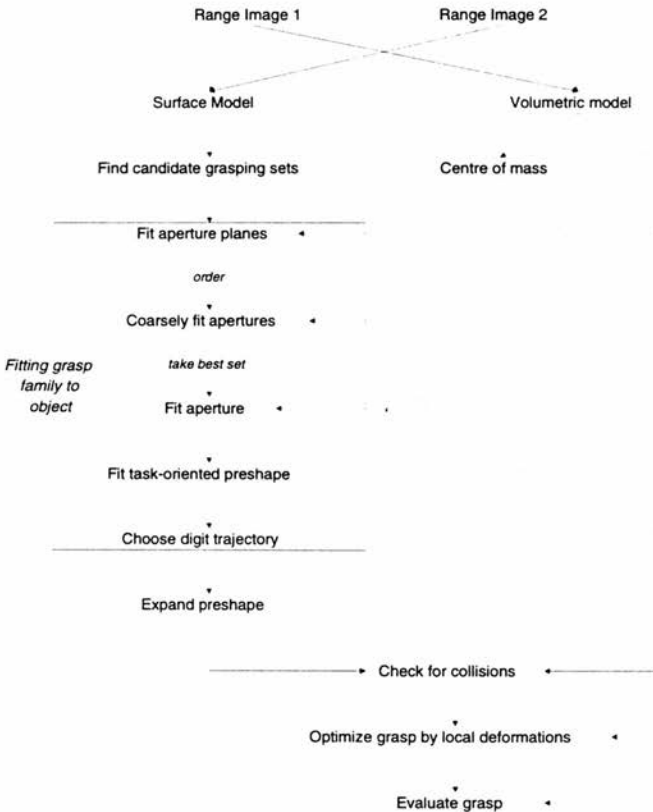 Range Image 1
Range Image 2
Surface Model
Volumetric model
Find candidate grasping sets
Centre of mass
Fit aperture planes
order
Coarsely fit apertures
Fitting grasp
family to
object
take best set
Fit aperture
Fit task-oriented preshape
Choose digit trajectory
Expand preshape
Check for collisions
Optimize grasp by local deformations
Evaluate grasp